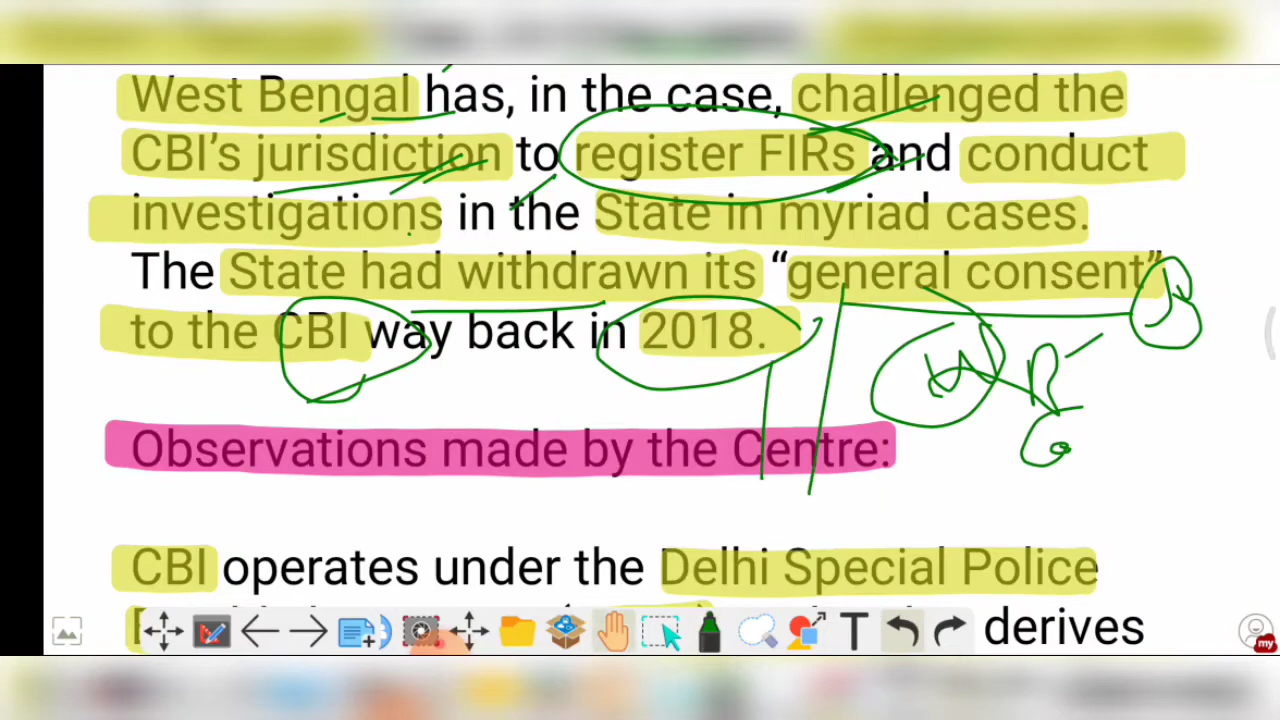 West Bengal has, in the case, challenged the
CBI’s jurisdiction to register FIRs and conduct
investigations in the State in myriad cases.
The State had withdrawn its “general consent”
to the CBI way back in 2018.
Observations made by the Centre:
CBI operates under the Delhi Special Police
derives
T
my